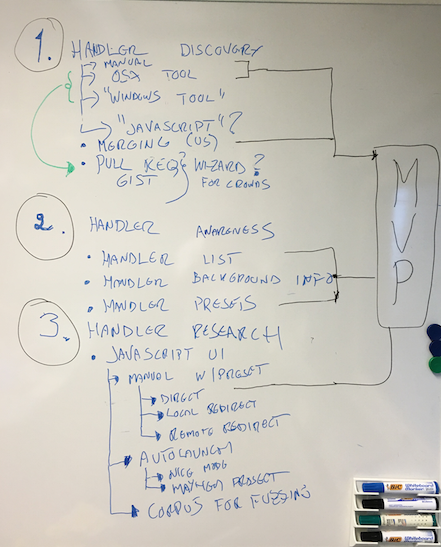 1. HANDLER DISCOVERY
→ MANUAL
→ OSX TOOL
→ "WINDOWS TOOL"
→ "JAVASCRIPT"?
• MERGING (US)
• PULL REQ? WIZARD?
GIST FOR CROWDS
2. HANDLER AWARENESS
• HANDLER LIST
• HANDLER BACKGROUND INFO
• HANDLER PRESETS
3. HANDLER RESEARCH
• JAVASCRIPT UI
→ MANUAL W/PRESET
→ DIRECT
→ LOCAL REDIRECT
→ REMOTE REDIRECT
→ AUTOLAUNCH
→ NICE MODE
→ MAYHEM PROJECT
→ CORPUS FOR FUZZING
MVP
BIC
BIC